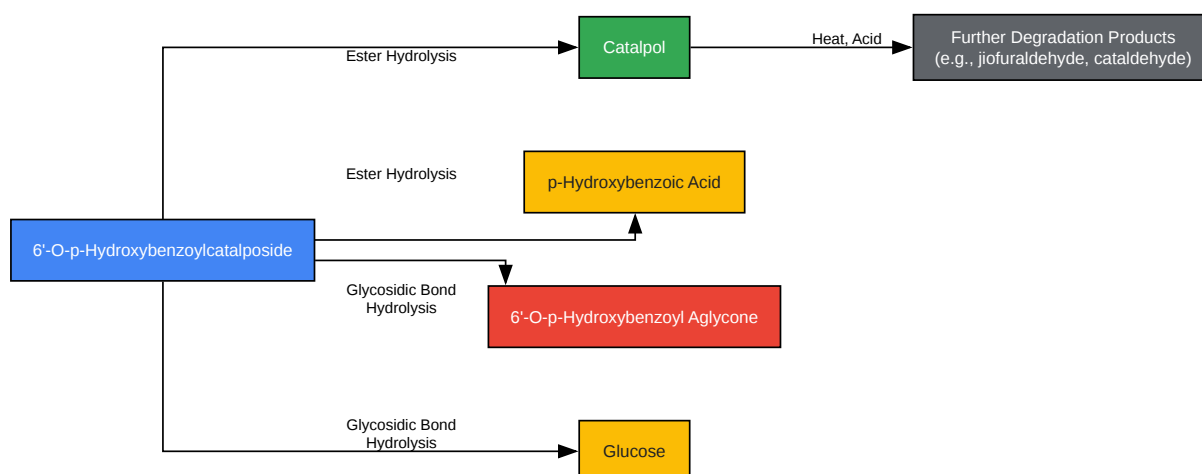 Ester Hydrolysis
Catalpol
Heat, Acid
Further Degradation Products
(e.g., jiofuraldehyde, cataldehyde)
Ester Hydrolysis
p-Hydroxybenzoic Acid
6'-O-p-Hydroxybenzoylcatalposide
Glycosidic Bond
Hydrolysis
6'-O-p-Hydroxybenzoyl Aglycone
Glycosidic Bond
Hydrolysis
Glucose